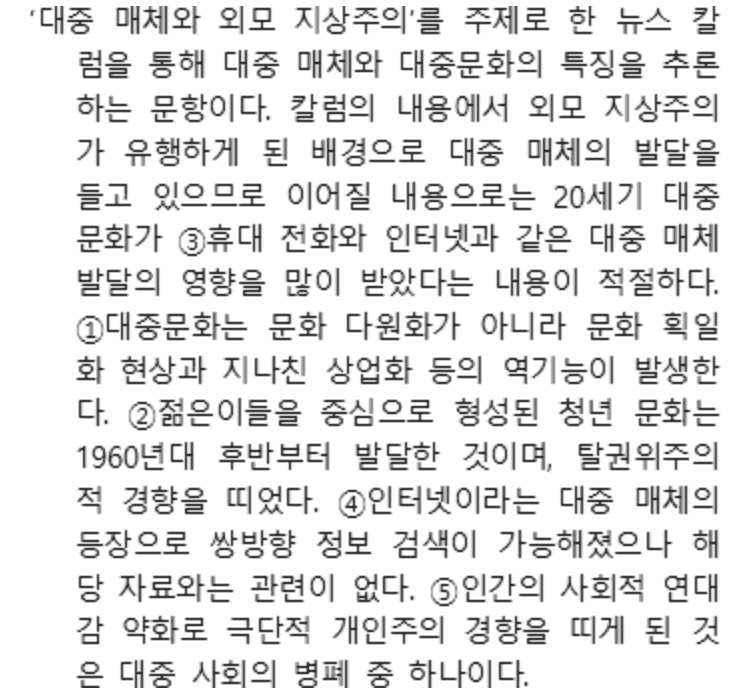 ‘대중 매체와 외모 지상주의’를 주제로 한 뉴스 칼
럼을 통해 대중 매체와 대중문화의 특징을 추론
하는 문항이다. 칼럼의 내용에서 외모 지상주의
가 유행하게 된 배경으로 대중 매체의 발달을
들고 있으므로 이어질 내용으로는 20세기 대중
문화가 ③휴대 전화와 인터넷과 같은 대중 매체
발달의 영향을 많이 받았다는 내용이 적절하다.
①대중문화는 문화 다원화가 아니라 문화 획일
화 현상과 지나친 상업화 등의 역기능이 발생한
다. ②젊은이들을 중심으로 형성된 청년 문화는
1960년대 후반부터 발달한 것이며, 탈권위주의
적 경향을 띠었다. ④인터넷이라는 대중 매체의
등장으로 쌍방향 정보 검색이 가능해졌으나 해
당 자료와는 관련이 없다. ⑤인간의 사회적 연대
감 약화로 극단적 개인주의 경향을 띠게 된 것
은 대중 사회의 병폐 중 하나이다.